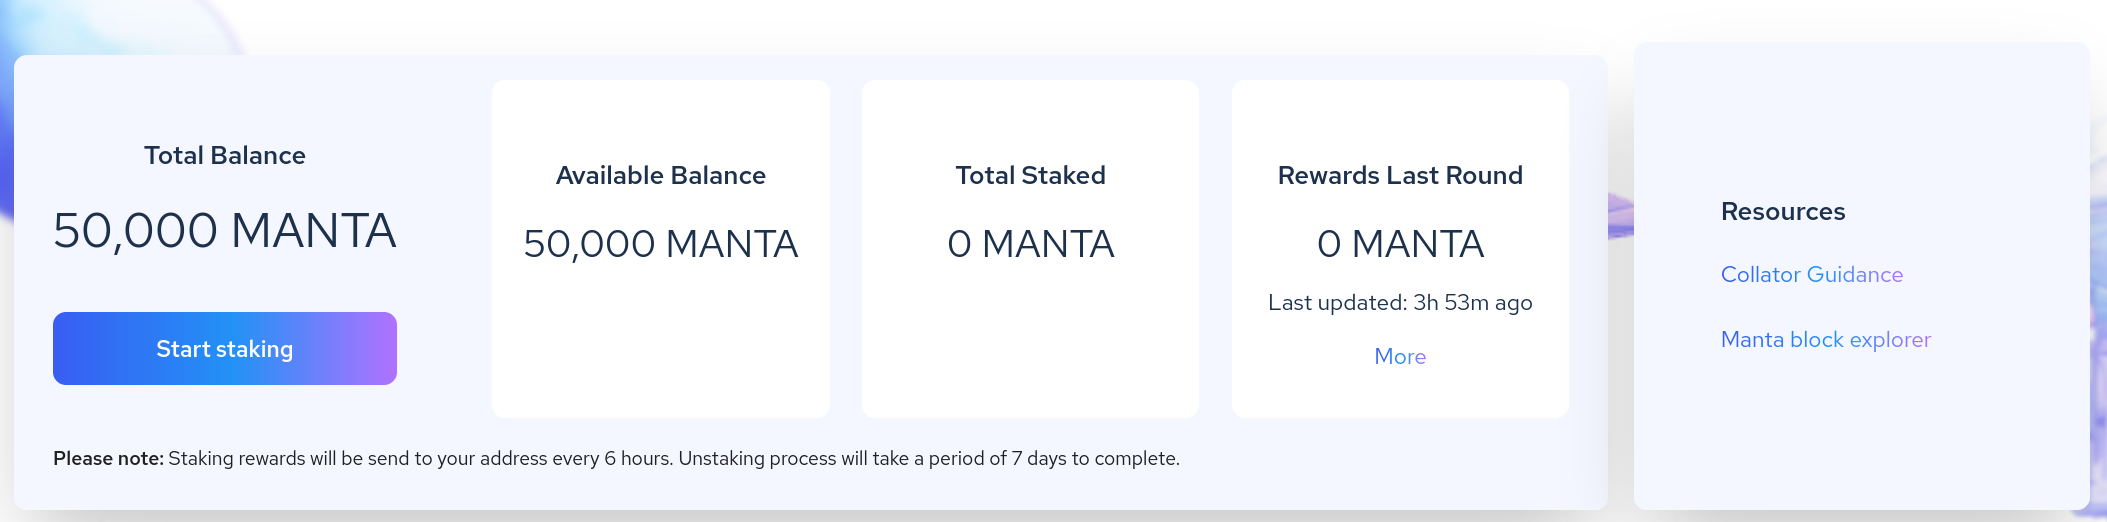 Total Balance
50,000 MANTA
Start staking
Available Balance
50,000 MANTA
Total Staked
0 MANTA
Rewards Last Round
0 MANTA
Last updated: 3h 53m ago
More
Please note: Staking rewards will be send to your address every 6 hours. Unstaking process will take a period of 7 days to complete.
Resources
Collator Guidance
Manta block explorer